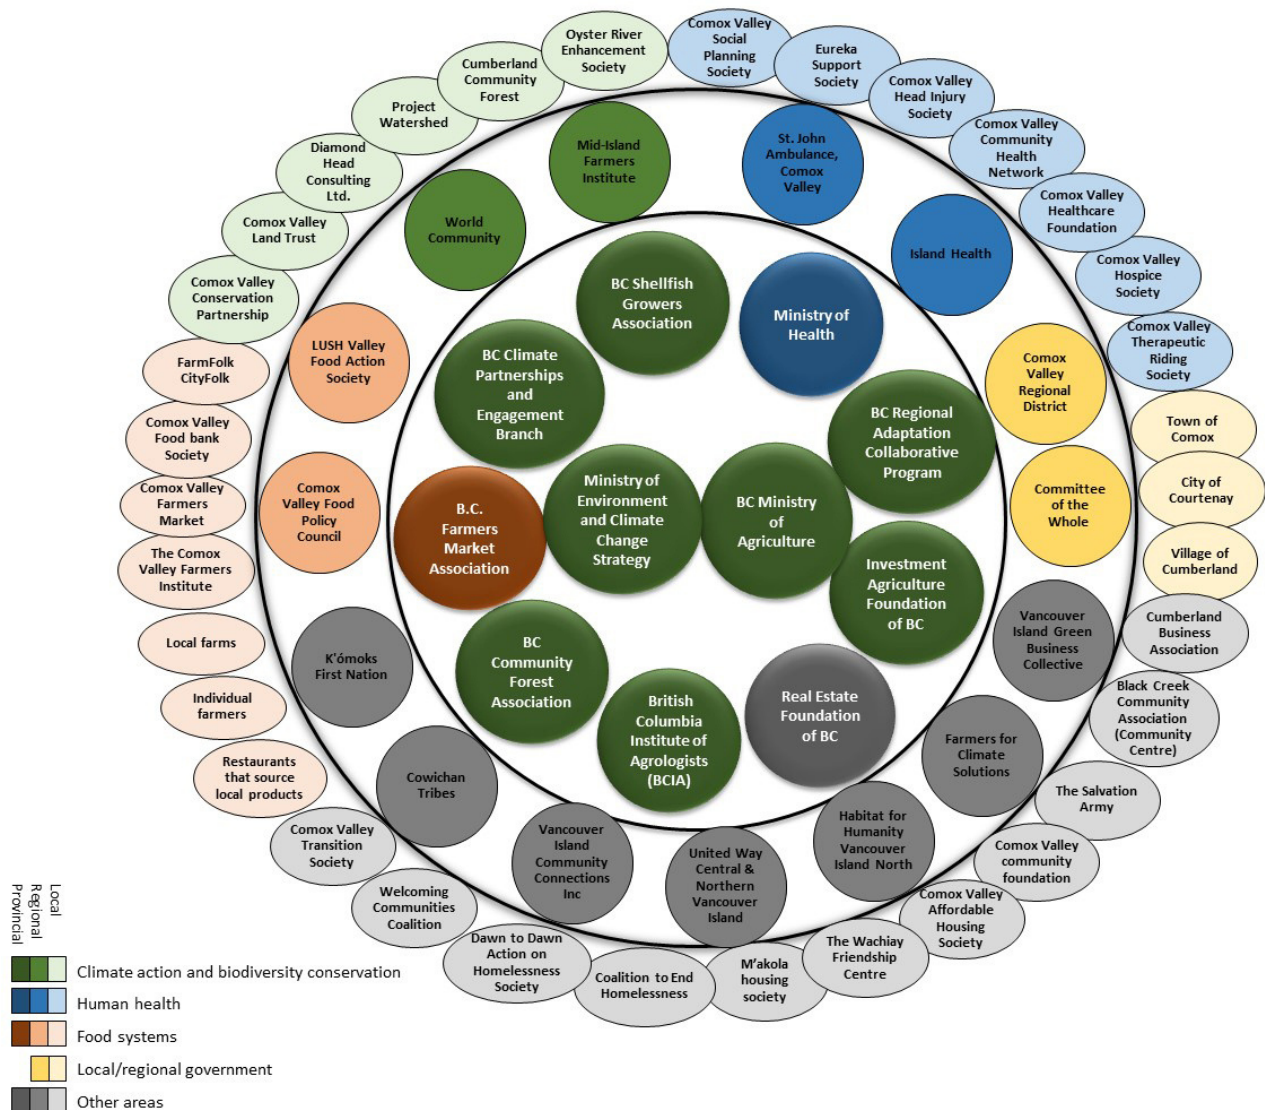 Oyster River
Enhancement
Society
Comox Valley
Social
Planning
Society
Eureka
Support
Society
Comox Valley
Head Injury
Society
Comox Valley
Community
Health
Network
Comox Valley
Healthcare
Foundation
Comox Valley
Hospice
Society
Comox Valley
Therapeutic
Riding
Society
Town of
Comox
City of
Courtenay
Village of
Cumberland
Cumberland
Business
Association
Black Creek
Community
Association
(Community
Centre)
The Salvation
Army
Comox Valley
community
foundation
Comox Valley
Affordable
Housing
Society
The Wachiay
Friendship
Centre
M'akola
housing
society
Coalition to End
Homelessness
Dawn to Dawn
Action on
Homelessness
Society
Welcoming
Communities
Coalition
Comox Valley
Transition
Society
Restaurants
that source
local products
Individual
farmers
Local farms
The Comox
Valley Farmers
Institute
Comox Valley
Farmers
Market
Comox Valley
Food bank
Society
FarmFolk
CityFolk
Comox Valley
Conservation
Partnership
Comox Valley
Land Trust
Diamond
Head
Consulting
Ltd.
Project
Watershed
Cumberland
Community
Forest
Mid-Island
Farmers
Institute
St. John
Ambulance,
Comox
Valley
Island Health
Comox
Valley
Regional
District
Committee
of the
Whole
Vancouver
Island Green
Business
Collective
Farmers for
Climate
Solutions
Habitat for
Humanity
Vancouver
Island North
United Way
Central &
Northern
Vancouver
Island
Vancouver
Island
Community
Connections
Inc
Cowichan
Tribes
K'ómoks
First Nation
Comox
Valley Food
Policy
Council
LUSH Valley
Food Action
Society
World
Community
BC Shellfish
Growers
Association
Ministry of
Health
BC Climate
Partnerships
and
Engagement
Branch
BC Regional
Adaptation
Collaborative
Program
B.C.
Farmers
Market
Association
Ministry of
Environment
and Climate
Change
Strategy
BC Ministry
of
Agriculture
Investment
Agriculture
Foundation
of BC
BC
Community
Forest
Association
British
Columbia
Institute of
Agrologists
(BCIA)
Real Estate
Foundation
of BC
Local
Regional
Provincial
Climate action and biodiversity conservation
Human health
Food systems
Local/regional government
Other areas